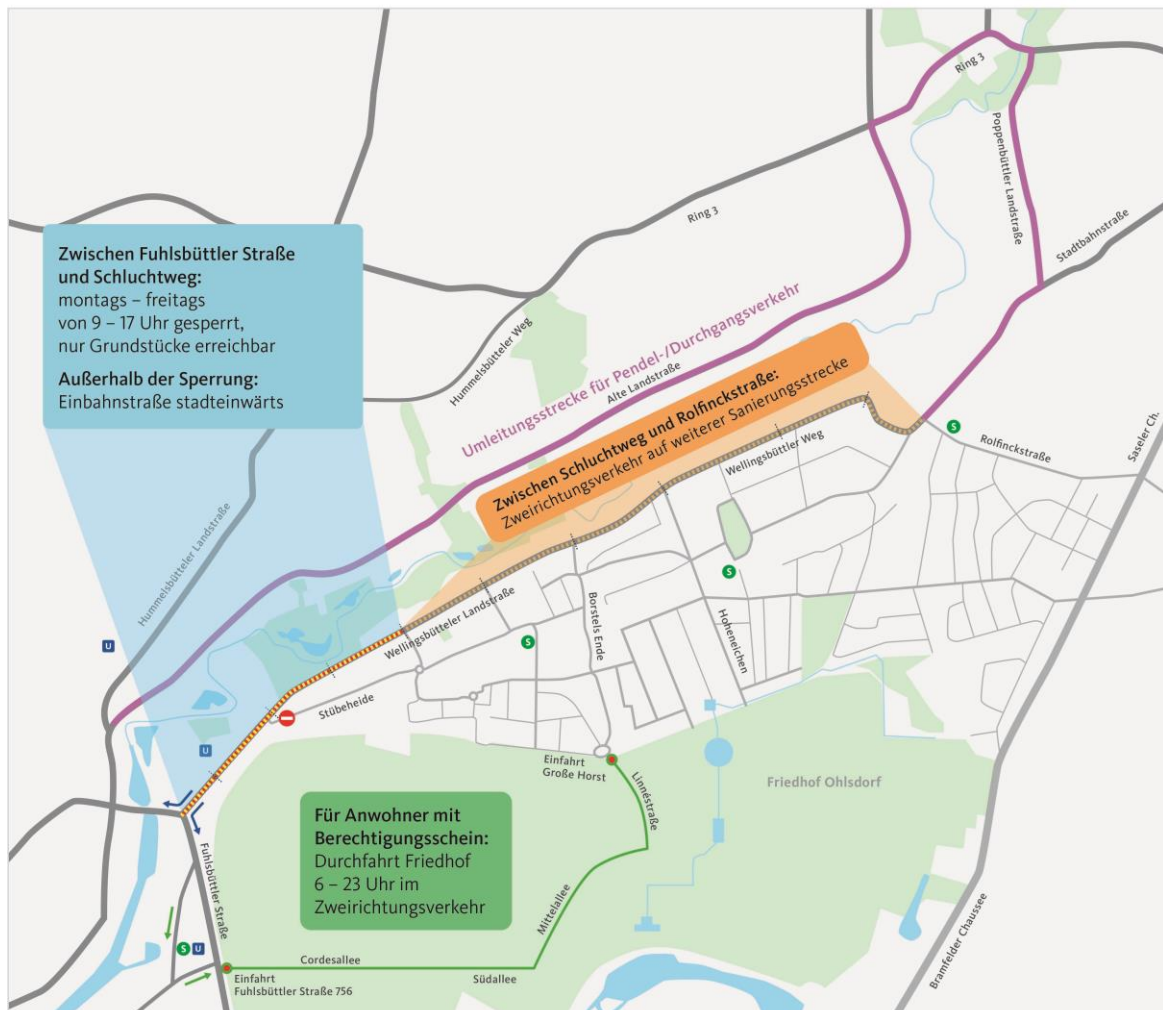 Ring 3
Poppenbüttler Landstraße
Ring 3
Stadtbahnstraße
Zwischen Fuhlsbüttler Straße
und Schluchtweg:
montags – freitags
von 9 – 17 Uhr gesperrt,
nur Grundstücke erreichbar
Außerhalb der Sperrung:
Einbahnstraße stadteinwärts
Hummelsbütteler Weg
Umleitungsstrecke für Pendel-/Durchgangsverkehr
Alte Landstraße
Zwischen Schluchtweg und Rolfinckstraße:
Zweirichtungsverkehr auf weiterer Sanierungsstrecke
Wellingsbüttler Weg
S
Rolfinckstraße
Saseler Ch.
Hummelsbütteler Landstraße
U
Wellingsbütteler Landstraße
S
Borstels Ende
S
Hoheneichen
Stübeheide
U
Einfahrt
Große Horst
Linnéstraße
Friedhof Ohlsdorf
Für Anwohner mit
Berechtigungsschein:
Durchfahrt Friedhof
6 – 23 Uhr im
Zweirichtungsverkehr
Fuhlsbüttler Straße
Mittelallee
Bramfelder Chaussee
S
U
Cordesallee
Südallee
Einfahrt
Fuhlsbüttler Straße 756